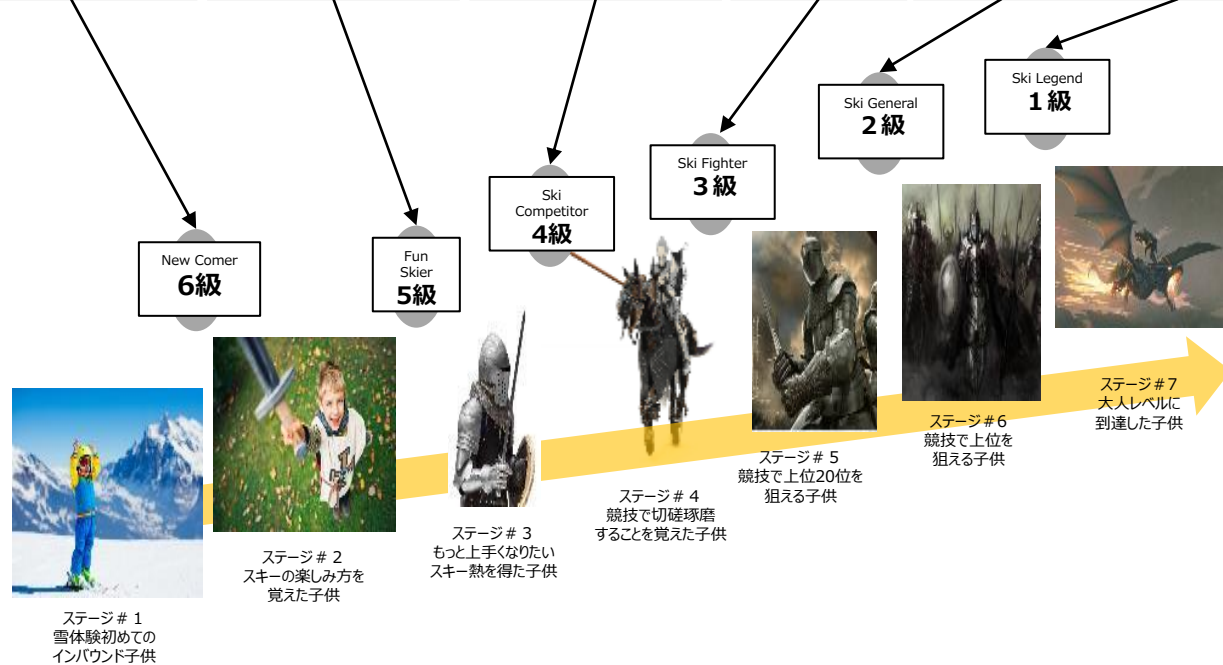 Ski Legend
１級
Ski General
２級
Ski Fighter
３級
Ski
Competitor
4級
Fun
Skier
5級
New Comer
6級
ステージ＃１
雪体験初めての
インバウンド子供
ステージ＃２
スキーの楽しみ方を
覚えた子供
ステージ＃３
もっと上手くなりたい
スキー熱を得た子供
ステージ＃４
競技で切磋琢磨
することを覚えた子供
ステージ＃５
競技で上位20位を
狙える子供
ステージ＃6
競技で上位を
狙える子供
ステージ＃７
大人レベルに
到達した子供